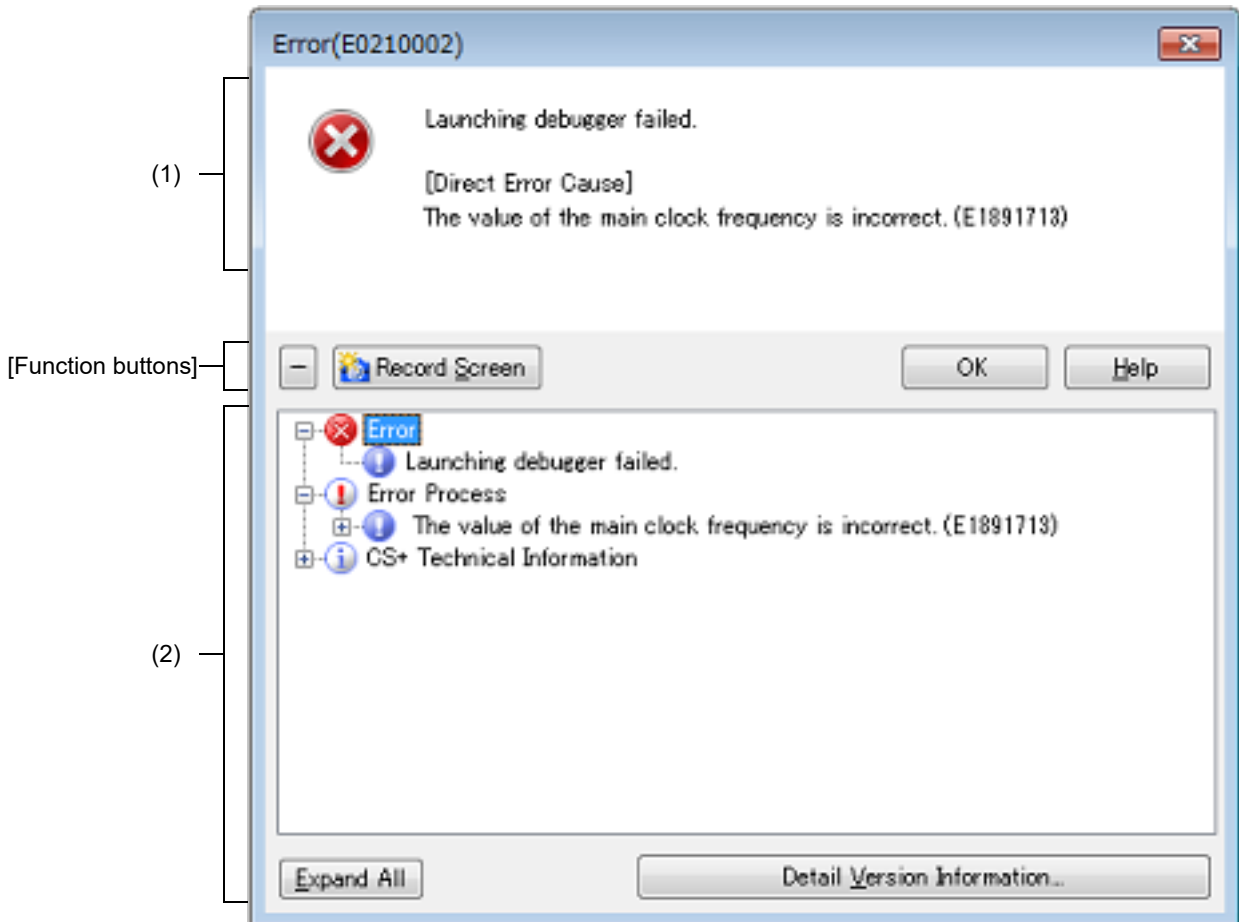 Error(E0210002)
(1)
Launching debugger failed.
[Direct Error Cause]
The value of the main clock frequency is incorrect.(E1891713)
[Function buttons]
Record Screen
OK
Help
(2)
Error
Launching debugger failed.
Error Process
The value of the main clock frequency is incorrect.(E1891713)
CS+ Technical Information
Expand All
Detail Version Information...